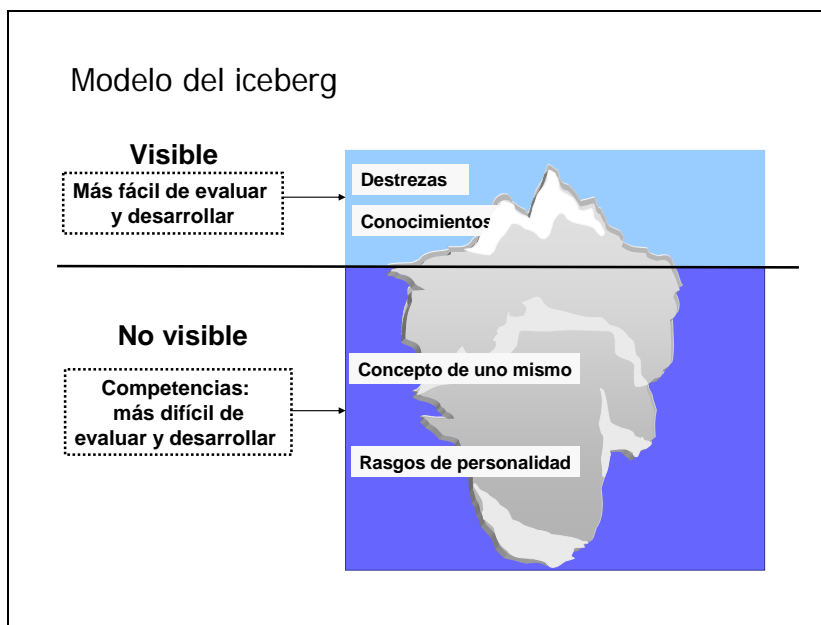 Modelo del iceberg
Visible
Más fácil de evaluar
y desarrollar
Destrezas
Conocimientos
No visible
Competencias:
más difícil de
evaluar y desarrollar
Concepto de uno mismo
Rasgos de personalidad